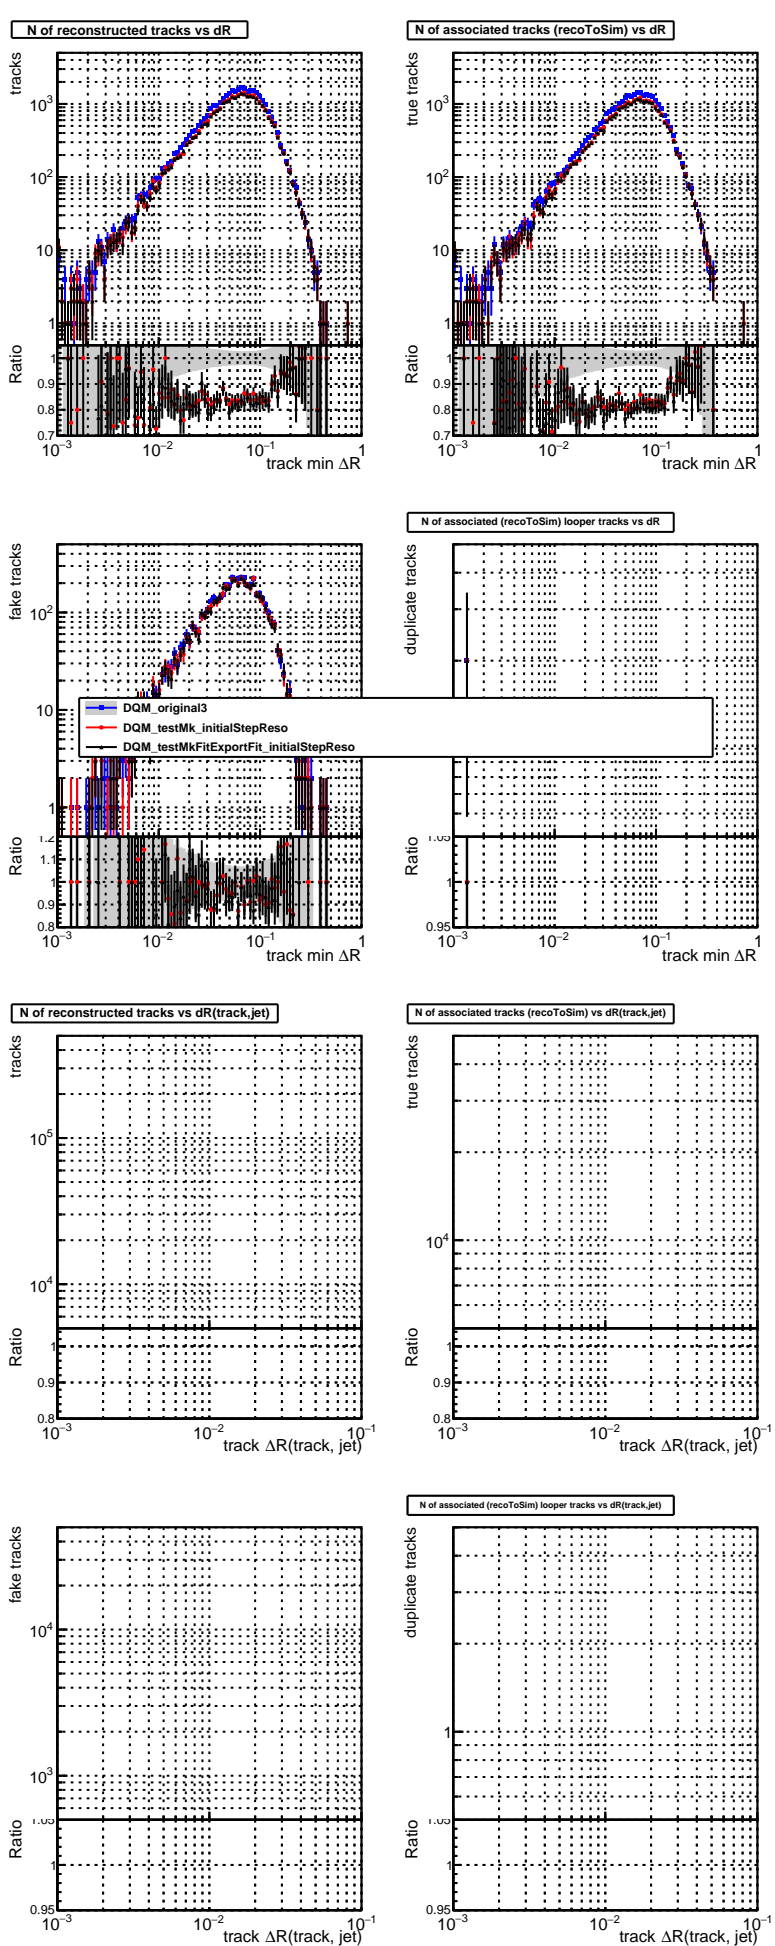 N of reconstructed tracks vs dR
tracks
10³
10²
10
1
Ratio
1
0.9
0.8
0.7
10⁻³
10⁻²
10⁻¹
1
track min ΔR
N of associated tracks (recoToSim) vs dR
true tracks
10³
10²
10
1
Ratio
1
0.9
0.8
0.7
10⁻³
10⁻²
10⁻¹
1
track min ΔR
fake tracks
10²
10
1
Ratio
1.2
1.1
1
0.9
0.8
10⁻³
10⁻²
10⁻¹
1
track min ΔR
N of associated (recoToSim) looper tracks vs dR
duplicate tracks
1
Ratio
1.05
1
0.95
10⁻³
10⁻²
10⁻¹
1
track min ΔR
DQM_original3
DQM_testMk_initialStepReso
DQM_testMkFitExportFit_initialStepReso
N of reconstructed tracks vs dR(track,jet)
tracks
10⁵
10⁴
Ratio
1
0.9
0.8
10⁻³
10⁻²
10⁻¹
track ΔR(track, jet)
N of associated tracks (recoToSim) vs dR(track,jet)
true tracks
10⁴
Ratio
1
0.9
0.8
10⁻³
10⁻²
10⁻¹
track ΔR(track, jet)
fake tracks
10⁴
10³
Ratio
1.05
1
0.95
10⁻³
10⁻²
10⁻¹
track ΔR(track, jet)
N of associated (recoToSim) looper tracks vs dR(track,jet)
duplicate tracks
1
Ratio
1.05
1
0.95
10⁻³
10⁻²
10⁻¹
track ΔR(track, jet)